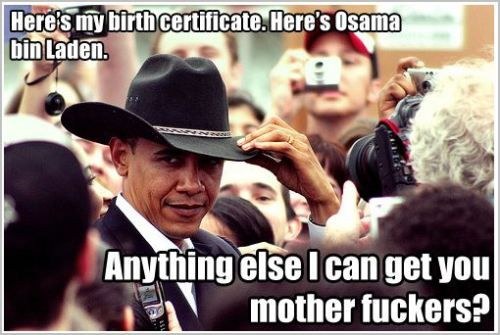 Here's my birth certificate. Here's Osama
bin Laden.
Anything else I can get you
mother fuckers?